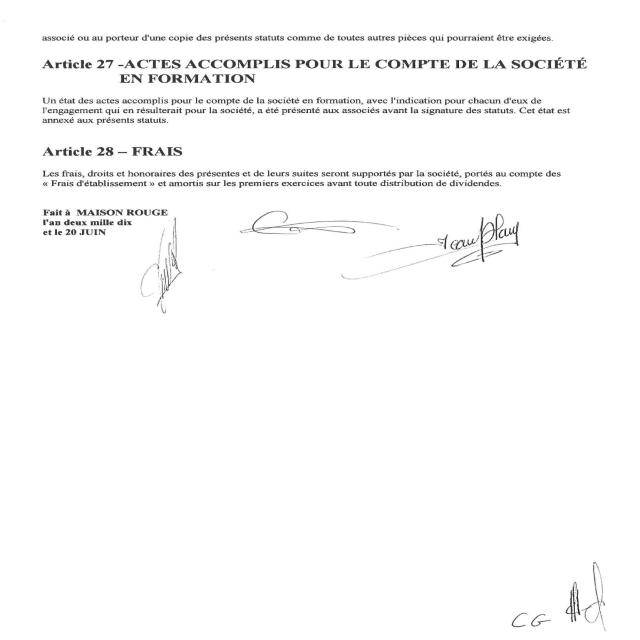 associé ou au porteur d'une copie des présents statuts comme de toutes autres pièces qui pourraient être exigées.
Article 27 -ACTES ACCOMPLIS POUR LE COMPTE DE LA SOCIÉTÉ
EN FORMATION
Un état des actes accomplis pour le compte de la société en formation, avec l'indication pour chacun d'eux de
l'engagement qui en résulterait pour la société, a été présenté aux associés avant la signature des statuts. Cet état est
annexé aux présents statuts.
Article 28 – FRAIS
Les frais, droits et honoraires des présentes et de leurs suites seront supportés par la société, portés au compte des
« Frais d'établissement » et amortis sur les premiers exercices avant toute distribution de dividendes.
Fait à MAISON ROUGE
l'an deux mille dix
et le 20 JUIN
CG